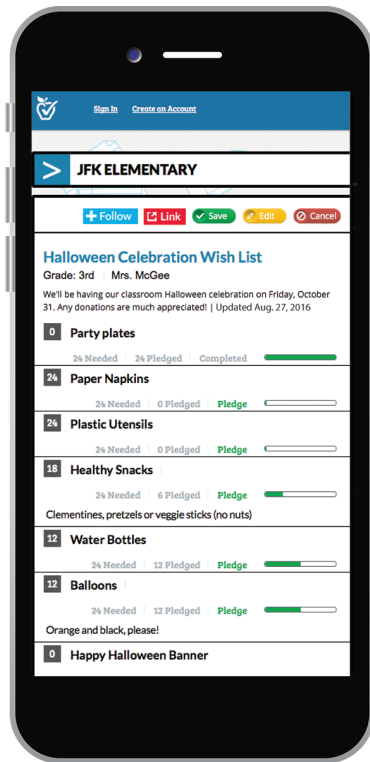 Sign In Create an Account
> JFK ELEMENTARY
+ Follow Link Save Edit Cancel
Halloween Celebration Wish List
Grade: 3rd | Mrs. McGee
We'll be having our classroom Halloween celebration on Friday, October
31. Any donations are much appreciated! | Updated Aug. 27, 2016
0 Party plates
24 Needed | 24 Pledged | Completed
24 Paper Napkins
24 Needed | 0 Pledged | Pledge
24 Plastic Utensils
24 Needed | 0 Pledged | Pledge
18 Healthy Snacks
24 Needed | 6 Pledged | Pledge
Clementines, pretzels or veggie sticks (no nuts)
12 Water Bottles
24 Needed | 12 Pledged | Pledge
12 Balloons
24 Needed | 12 Pledged | Pledge
Orange and black, please!
0 Happy Halloween Banner